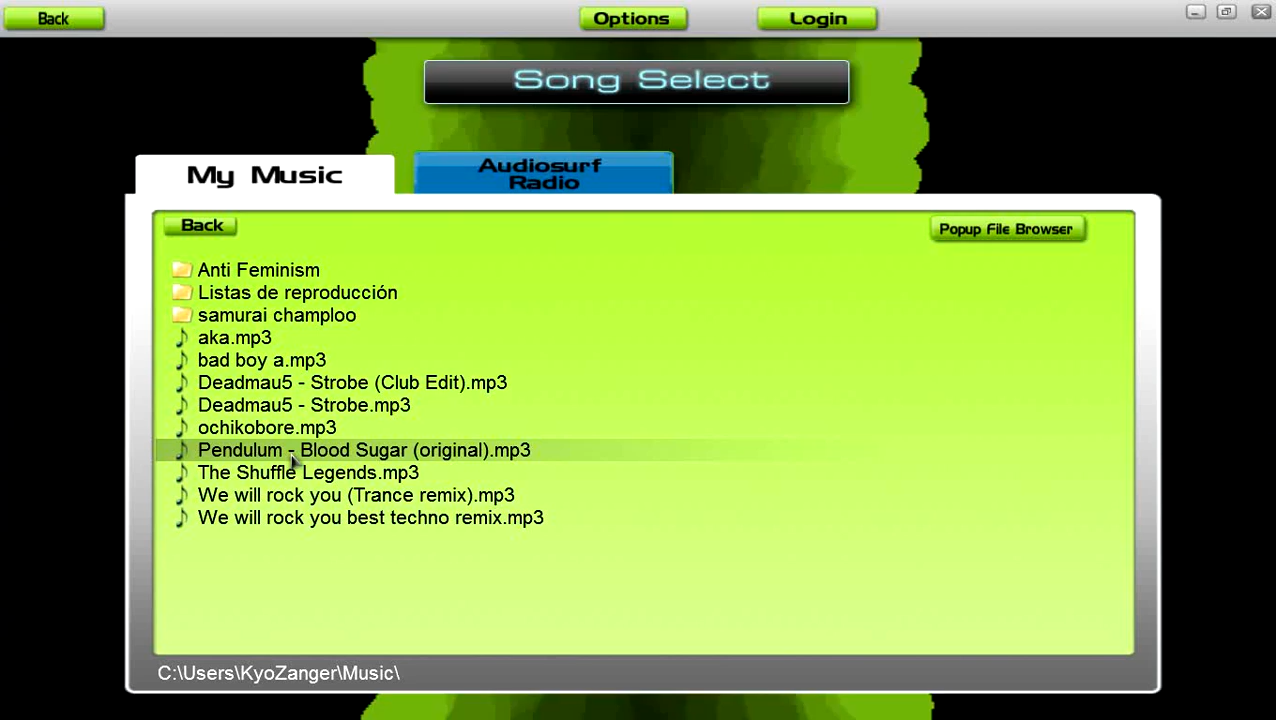 Back
Options
Login
Song Select
My Music
Audiosurf
Radio
Back
Popup File Browser
Anti Feminism
Listas de reproducción
samurai champloo
aka.mp3
bad boy a.mp3
Deadmau5 - Strobe (Club Edit).mp3
Deadmau5 - Strobe.mp3
ochikobore.mp3
Pendulum - Blood Sugar (original).mp3
The Shuffle Legends.mp3
We will rock you (Trance remix).mp3
We will rock you best techno remix.mp3
C:\Users\KyoZanger\Music\